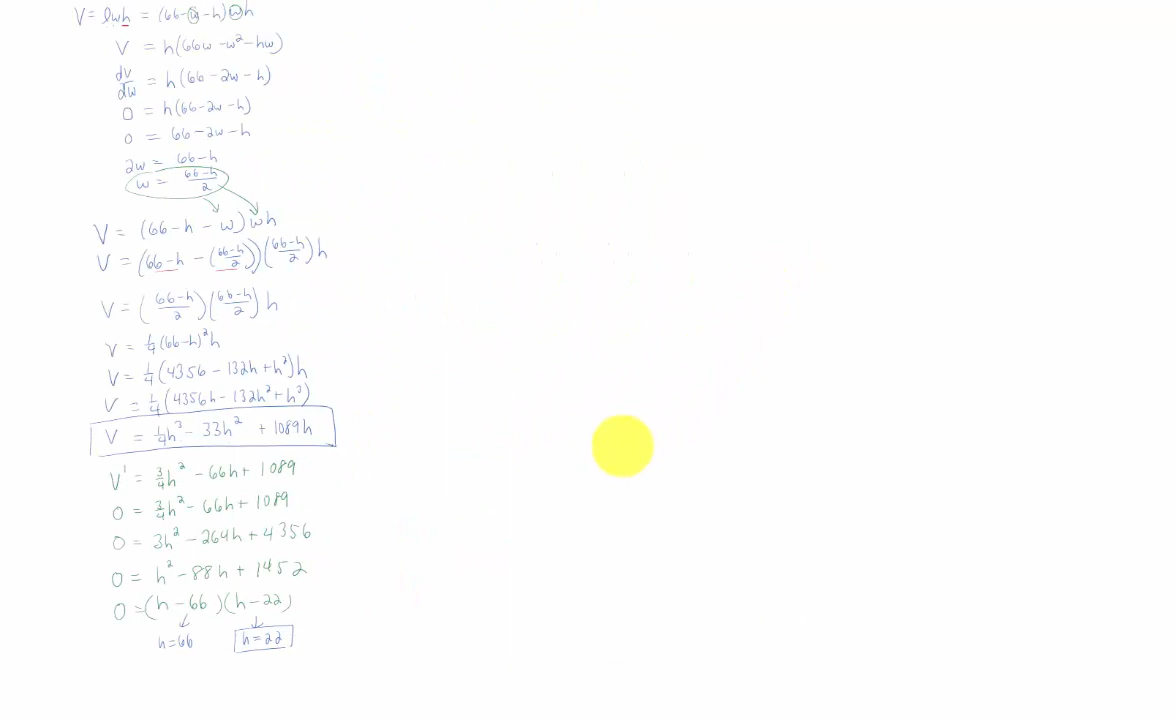 V = lwh = (66-w-h)wh
V = h(66w - w² - hw)
dV/dw = h(66 - 2w - h)
0 = h(66-2w-h)
0 = 66-2w-h
2w = 66-h
w = (66-h)/2
V = (66-h - w)wh
V = (66-h - ((66-h)/2))((66-h)/2)h
V = ((66-h)/2)((66-h)/2)h
V = 1/4(66-h)²h
V = 1/4(4356 - 132h + h²)h
V = 1/4(4356h - 132h² + h³)
V = 1/4h³ - 33h² + 1089h
V' = 3/4h² - 66h + 1089
0 = 3/4h² - 66h + 1089
0 = 3h² - 264h + 4356
0 = h² - 88h + 1452
0 = (h-66)(h-22)
h=66 h=22